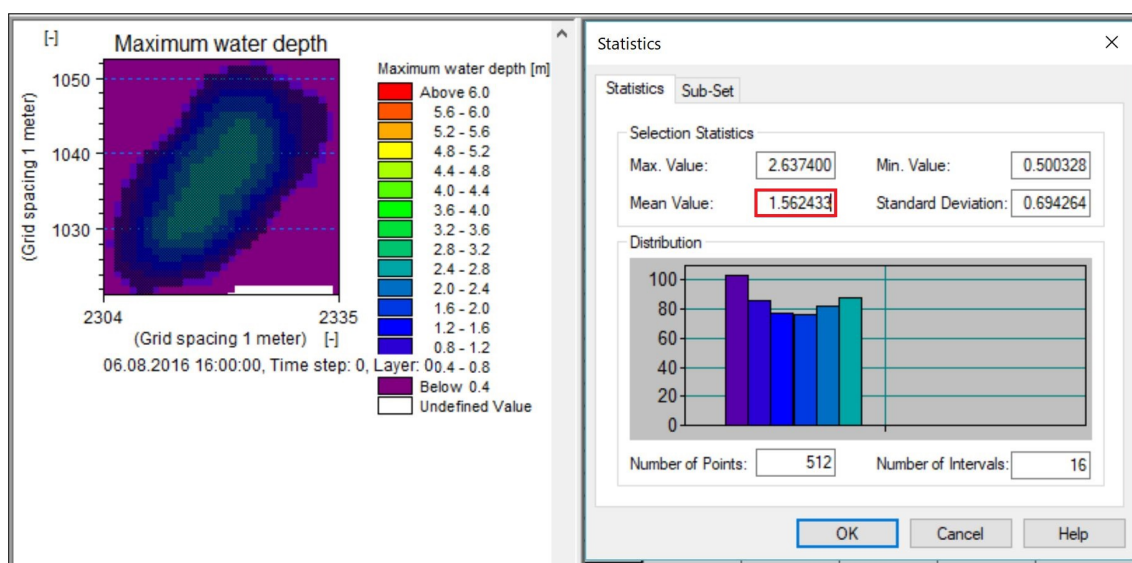 [-]
Maximum water depth
1050
1040
1030
(Grid spacing 1 meter)
2304
2335
(Grid spacing 1 meter) [-]
06.08.2016 16:00:00, Time step: 0, Layer: 0
Maximum water depth [m]
Above 6.0
5.6 - 6.0
5.2 - 5.6
4.8 - 5.2
4.4 - 4.8
4.0 - 4.4
3.6 - 4.0
3.2 - 3.6
2.8 - 3.2
2.4 - 2.8
2.0 - 2.4
1.6 - 2.0
1.2 - 1.6
0.8 - 1.2
0.4 - 0.8
Below 0.4
Undefined Value
Statistics
Statistics Sub-Set
Selection Statistics
Max. Value: 2.637400 Min. Value: 0.500328
Mean Value: 1.562433 Standard Deviation: 0.694264
Distribution
100
80
60
40
20
0
Number of Points: 512 Number of Intervals: 16
OK Cancel Help